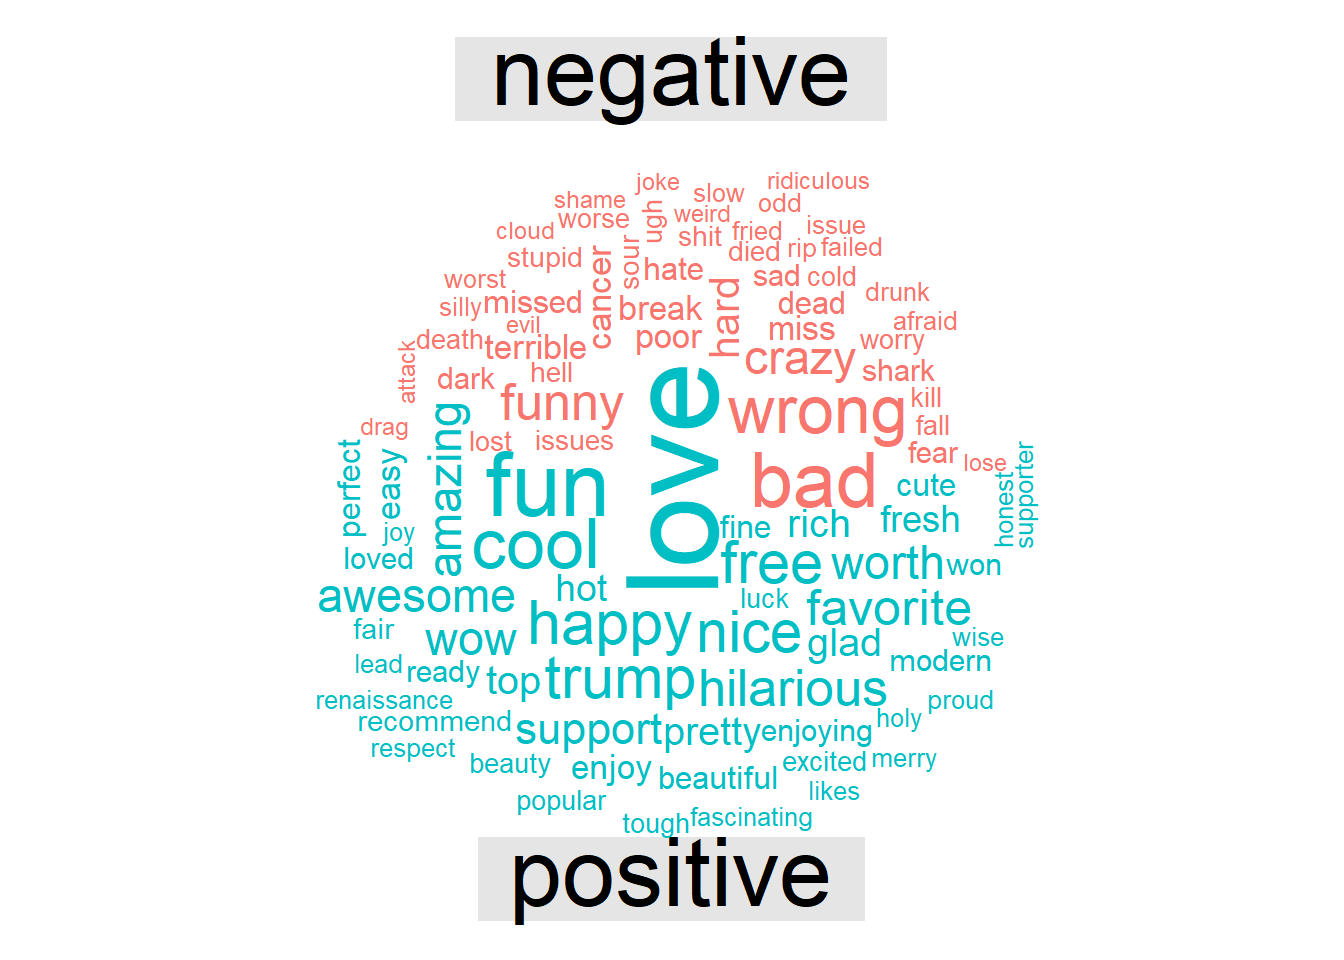 negative
joke
ridiculous
shame
slow
odd
worse
ugh
weird
cloud
shit
fried
issue
stupid
sour
died
rip
failed
worst
cancer
hate
hard
sad
cold
silly
missed
break
dead
drunk
evil
poor
miss
afraid
death
terrible
crazy
worry
attack
dark
hell
shark
funny
love
wrong
kill
drag
lost
issues
fall
bad
fear
lose
perfect
easy
amazing
fun
cute
honest
supporter
joy
cool
fine
rich
fresh
loved
free
worth
won
awesome
hot
luck
favorite
fair
wow
happy
nice
glad
wise
lead
ready
top
trump
hilarious
modern
renaissance
proud
recommend
support
pretty
enjoying
holy
respect
beauty
enjoy
beautiful
excited
merry
popular
likes
tough
fascinating
positive